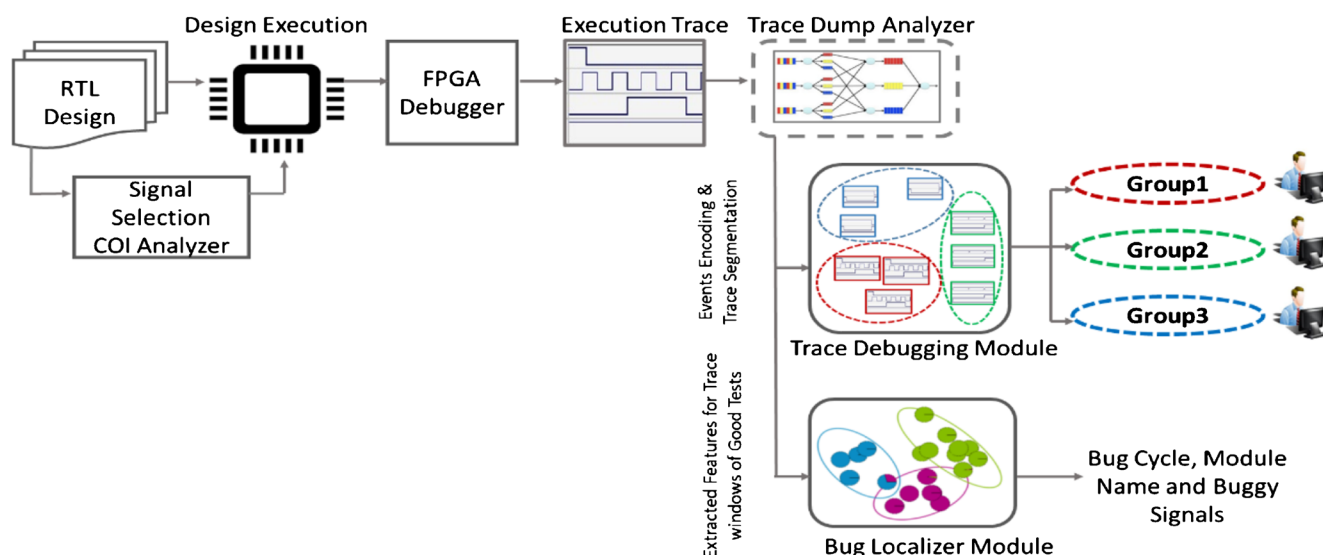 Design Execution
Execution Trace
Trace Dump Analyzer
RTL
Design
FPGA
Debugger
Signal
Selection
COI Analyzer
Events Encoding &
Trace Segmentation
Group1
Group2
Group3
Trace Debugging Module
Extracted Features for Trace
windows of Good Tests
Bug Cycle, Module
Name and Buggy
Signals
Bug Localizer Module